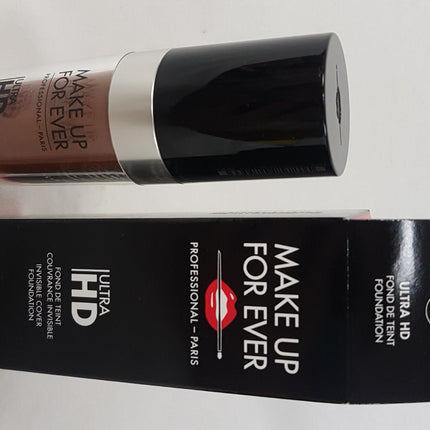 MAKE UP
FOR EVER
PROFESSIONAL — PARIS
ULTRA
HD
MAKE UP
FOR EVER
PROFESSIONAL — PARIS
ULTRA
HD
FOND DE TEINT
COUVRANCE INVISIBLE
INVISIBLE COVER
FOUNDATION
ULTRA HD
FOND DE TEINT
FOUNDATION